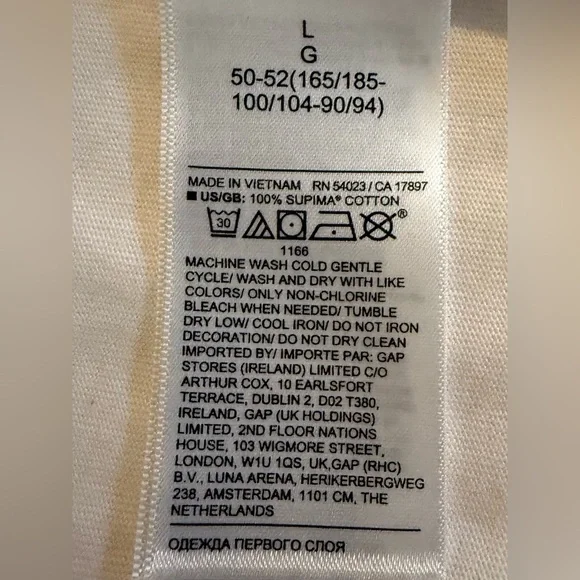 L
G
50-52(165/185-
100/104-90/94)
MADE IN VIETNAM RN 54023 / CA 17897
■ US/GB: 100% SUPIMA® COTTON
30
®
1166
MACHINE WASH COLD GENTLE
CYCLE/ WASH AND DRY WITH LIKE
COLORS/ ONLY NON-CHLORINE
BLEACH WHEN NEEDED/ TUMBLE
DRY LOW/ COOL IRON/ DO NOT IRON
DECORATION/ DO NOT DRY CLEAN
IMPORTED BY/ IMPORTE PAR: GAP
STORES (IRELAND) LIMITED C/O
ARTHUR COX, 10 EARLSFORT
TERRACE, DUBLIN 2, D02 T380,
IRELAND, GAP (UK HOLDINGS)
LIMITED, 2ND FLOOR NATIONS
HOUSE, 103 WIGMORE STREET,
LONDON, W1U 1QS, UK,GAP (RHC)
B.V., LUNA ARENA, HERIKERBERGWEG
238, AMSTERDAM, 1101 CM, THE
NETHERLANDS
ОДЕЖДА ПЕРВОГО СЛОЯ